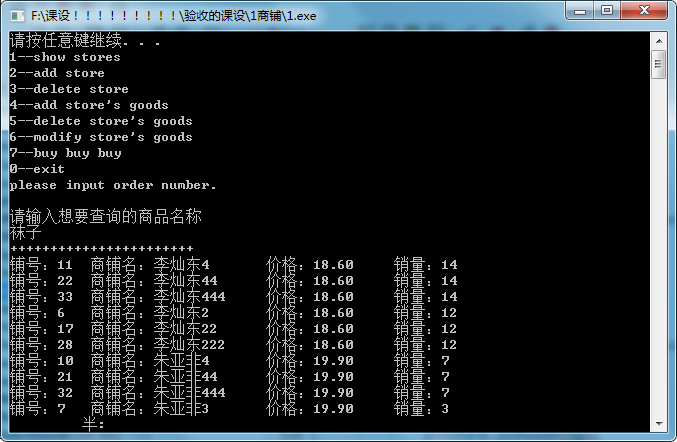 F:\课设！！！！！！！！！\验收的课设\1商铺\1.exe
请按任意键继续. . .
1--show stores
2--add store
3--delete store
4--add store's goods
5--delete store's goods
6--modify store's goods
7--buy buy buy
0--exit
please input order number.
请输入想要查询的商品名称
袜子
+++++++++++++++++++++++
铺号：11 商铺名：李灿东4 价格：18.60 销量：14
铺号：22 商铺名：李灿东44 价格：18.60 销量：14
铺号：33 商铺名：李灿东444 价格：18.60 销量：14
铺号：6 商铺名：李灿东2 价格：18.60 销量：12
铺号：17 商铺名：李灿东22 价格：18.60 销量：12
铺号：28 商铺名：李灿东222 价格：18.60 销量：12
铺号：10 商铺名：朱亚非4 价格：19.90 销量：7
铺号：21 商铺名：朱亚非44 价格：19.90 销量：7
铺号：32 商铺名：朱亚非444 价格：19.90 销量：7
铺号：7 商铺名：朱亚非3 价格：19.90 销量：3
半：